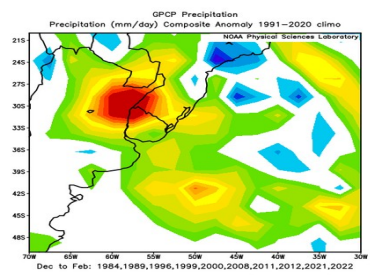 GPCP Precipitation
Precipitation (mm/day) Composite Anomaly 1991-2020 climo
NOAA Physical Sciences Laboratory
21S
24S
27S
30S
33S
36S
39S
42S
45S
48S
70W 65W 60W 55W 50W 45W 40W 35W 30W
Dec to Feb: 1984,1989,1996,1999,2000,2008,2011,2012,2021,2022